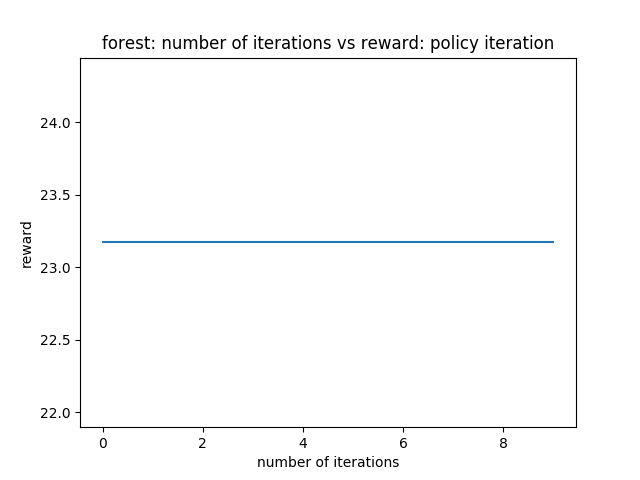 forest: number of iterations vs reward: policy iteration
24.0
23.5
23.0
22.5
22.0
reward
0 2 4 6 8
number of iterations